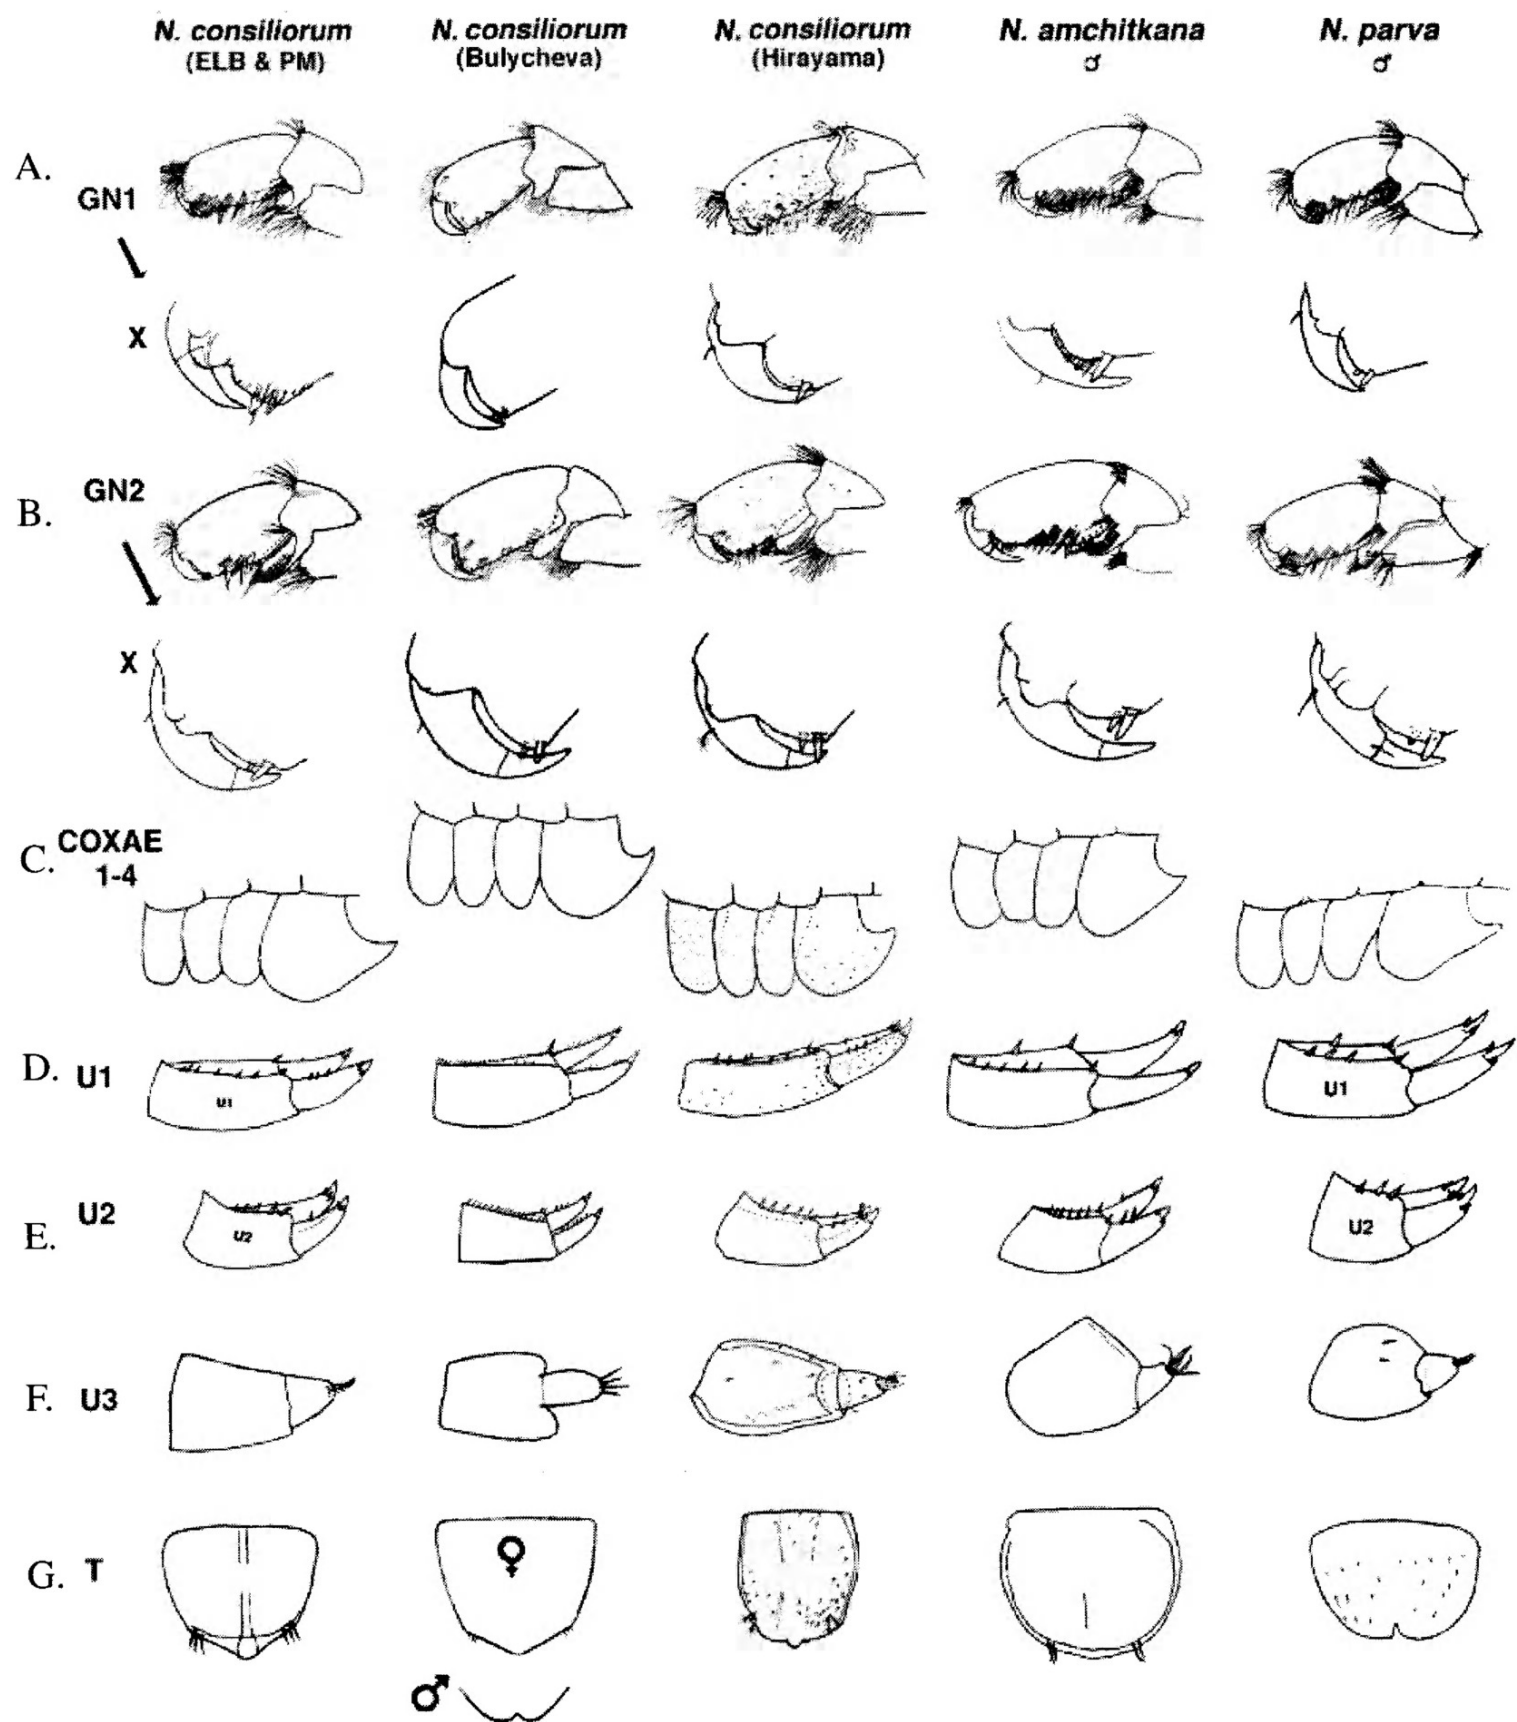 N. consiliorum N. consiliorum N. consiliorum N. amchitkana N. parva
(ELB & PM) (Bulycheva) (Hirayama) ♂ ♂
A.
GN1
X
GN2
B.
X
C. COXAE
1-4
D. U1
U1
U1
U2
E.
U2
U2
F. U3
G. T
♀
♂